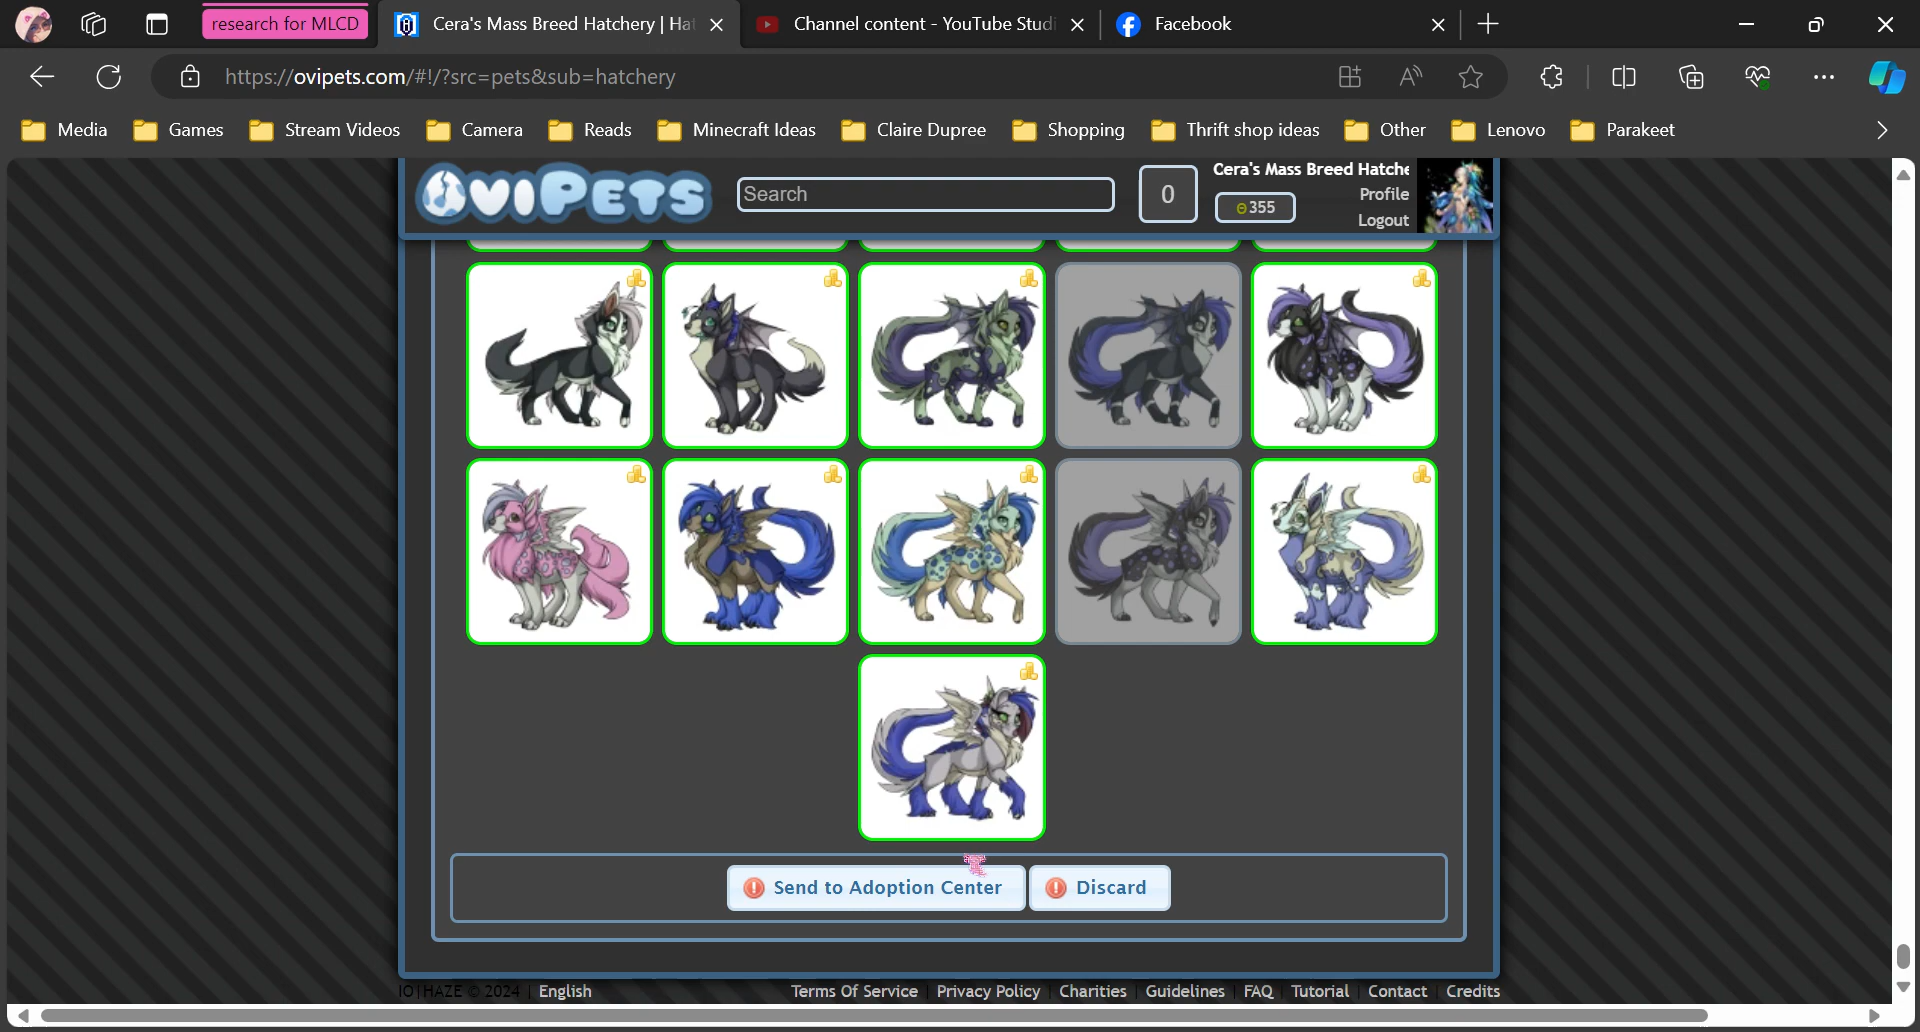 research for MLCD
Cera's Mass Breed Hatchery | Ha
Channel content - YouTube Studi
Facebook
https://ovipets.com/#!/?src=pets&sub=hatchery
Media
Games
Stream Videos
Camera
Reads
Minecraft Ideas
Claire Dupree
Shopping
Thrift shop ideas
Other
Lenovo
Parakeet
OviPets
Search
0
Cera's Mass Breed Hatche
355
Profile
Logout
Send to Adoption Center
Discard
IO|HAZE © 2024
English
Terms Of Service
Privacy Policy
Charities
Guidelines
FAQ
Tutorial
Contact
Credits